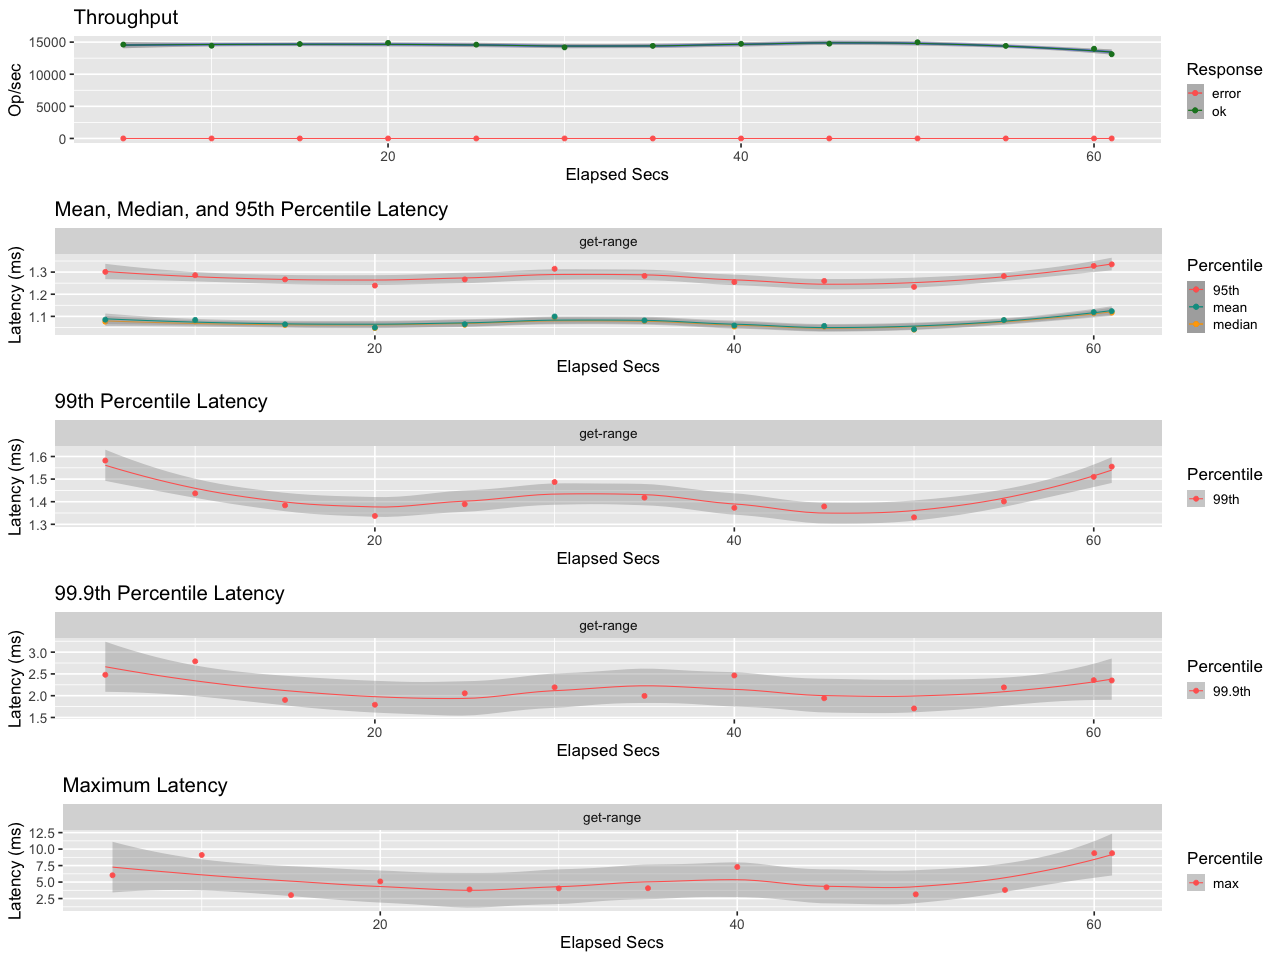 Throughput
15000
10000
5000
0
Op/sec
20
40
60
Elapsed Secs
Response
error
ok
Mean, Median, and 95th Percentile Latency
get-range
1.3
1.2
1.1
Latency (ms)
20
40
60
Elapsed Secs
Percentile
95th
mean
median
99th Percentile Latency
get-range
1.6
1.5
1.4
1.3
Latency (ms)
20
40
60
Elapsed Secs
Percentile
99th
99.9th Percentile Latency
get-range
3.0
2.5
2.0
1.5
Latency (ms)
20
40
60
Elapsed Secs
Percentile
99.9th
Maximum Latency
get-range
12.5
10.0
7.5
5.0
2.5
Latency (ms)
20
40
60
Elapsed Secs
Percentile
max